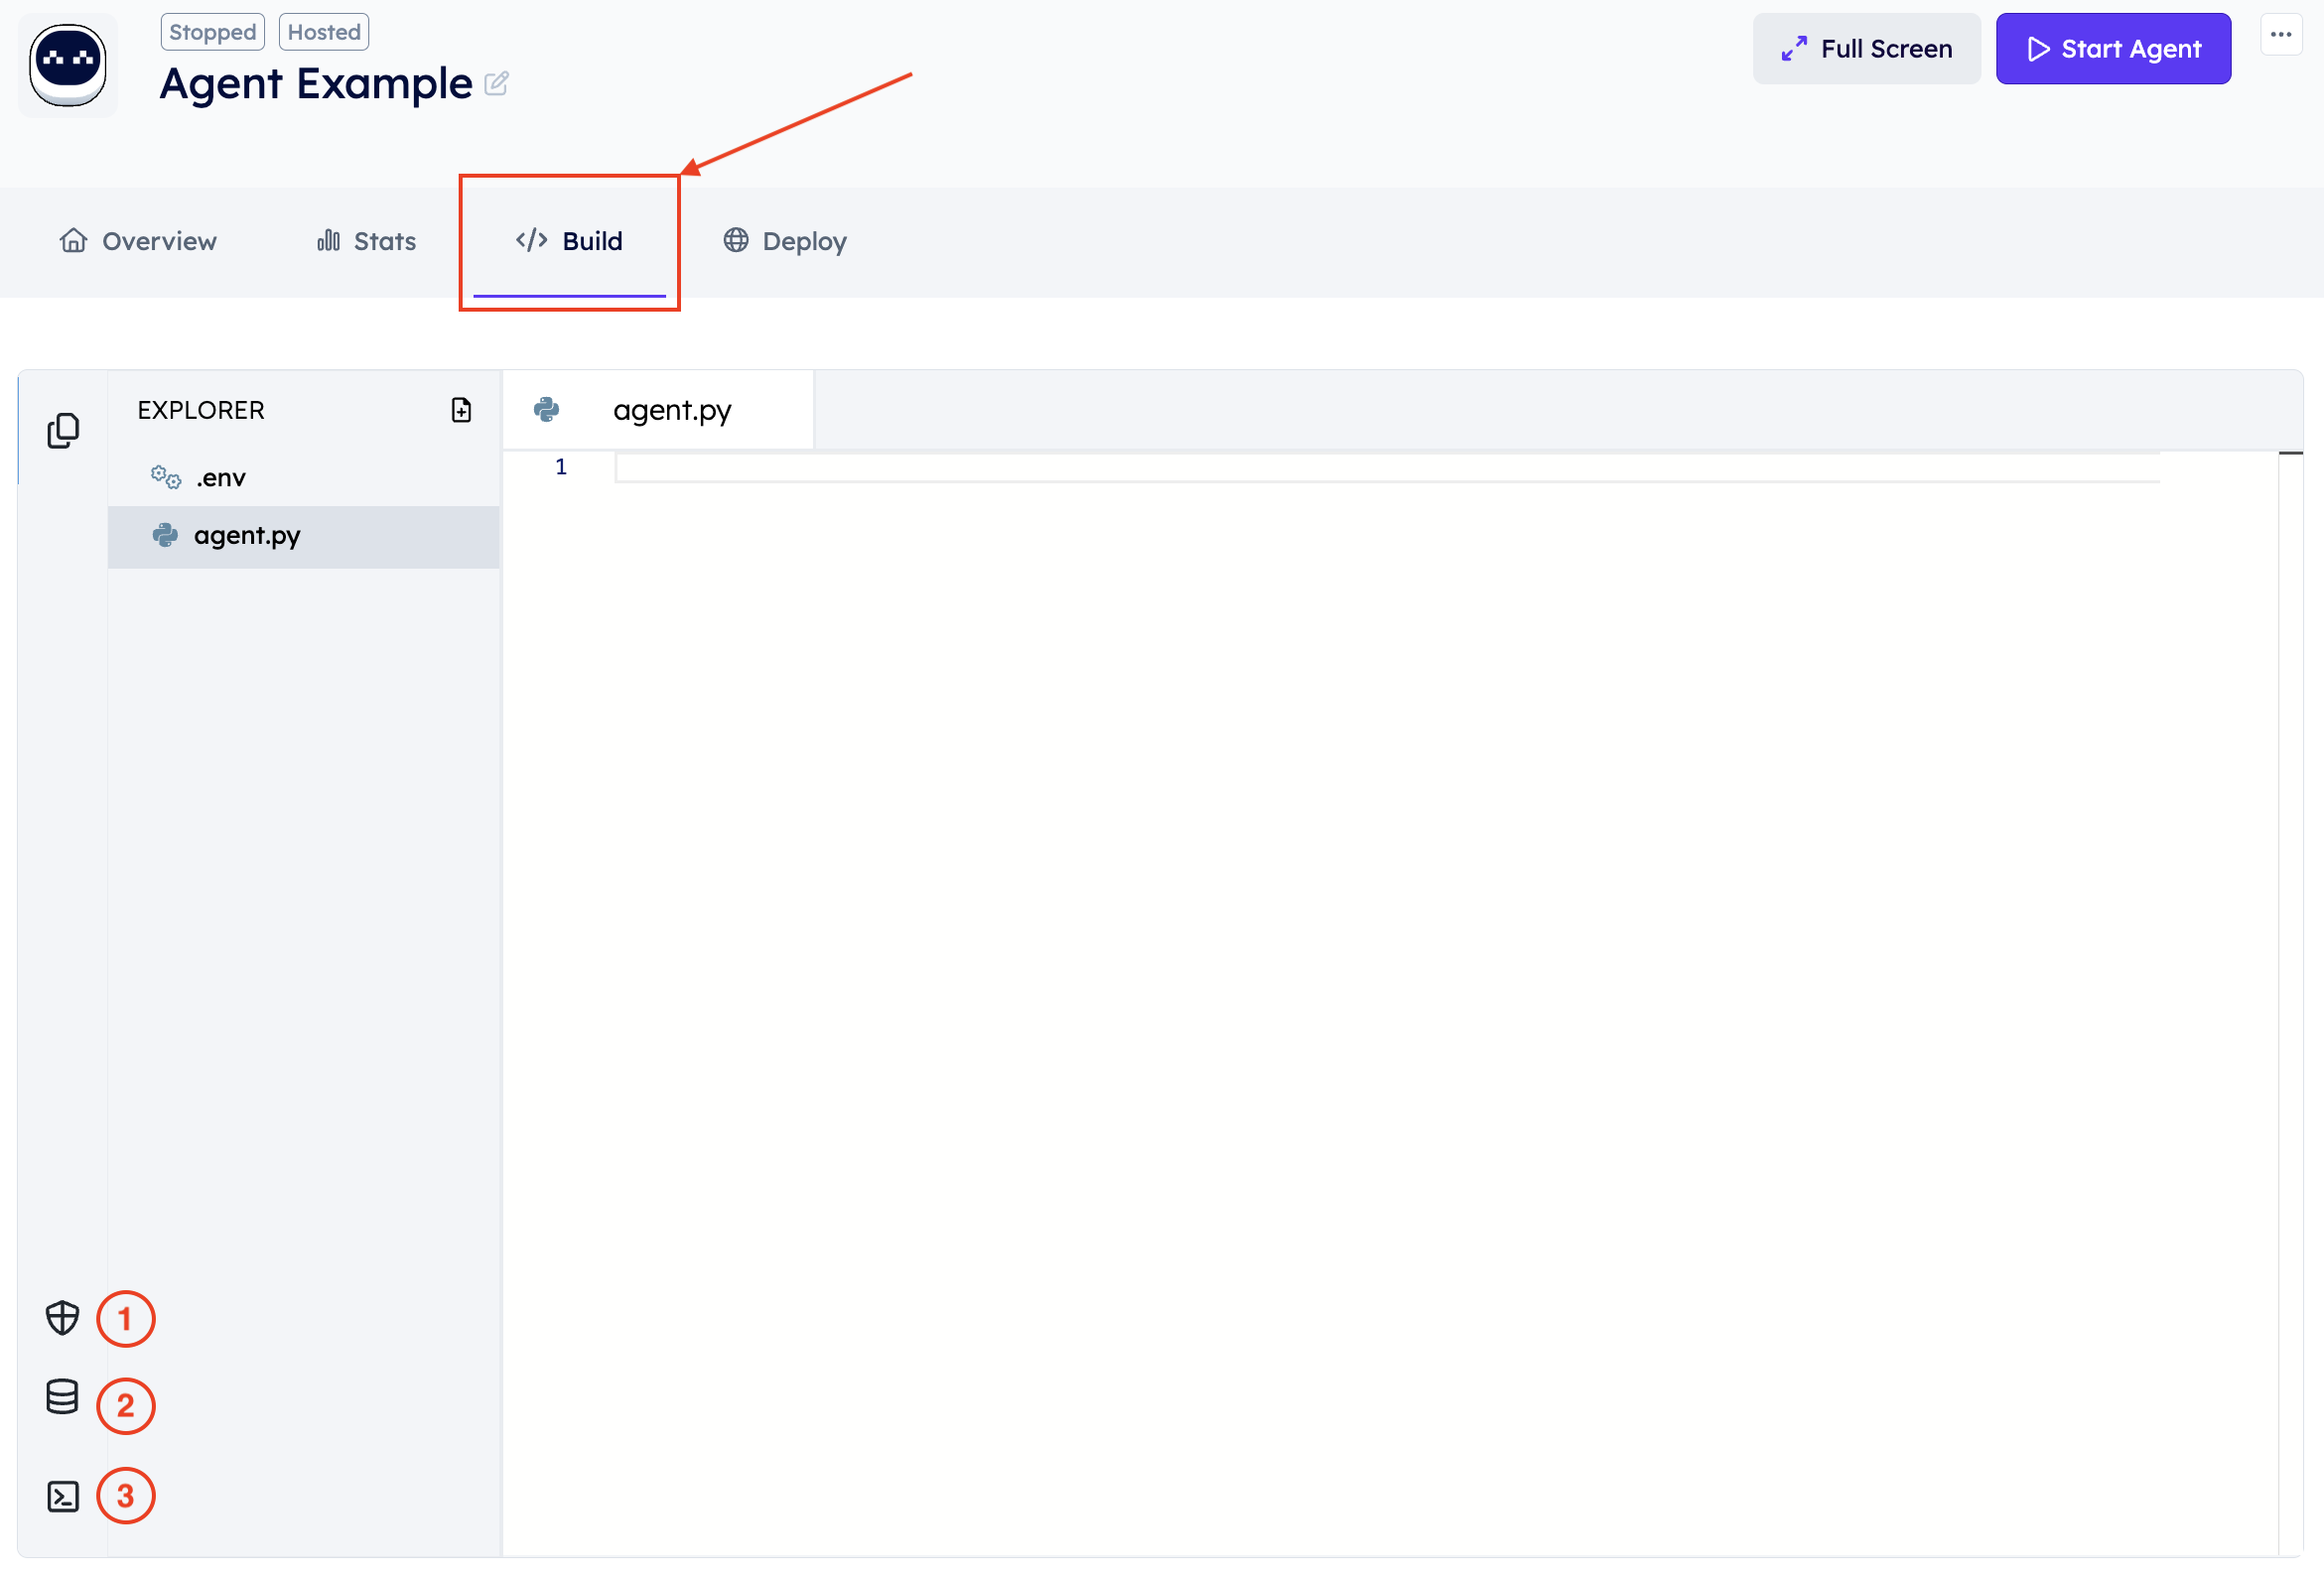 Stopped Hosted
Agent Example
Full Screen
Start Agent
Overview
Stats
</> Build
Deploy
EXPLORER
.env
agent.py
agent.py
1
1
2
3